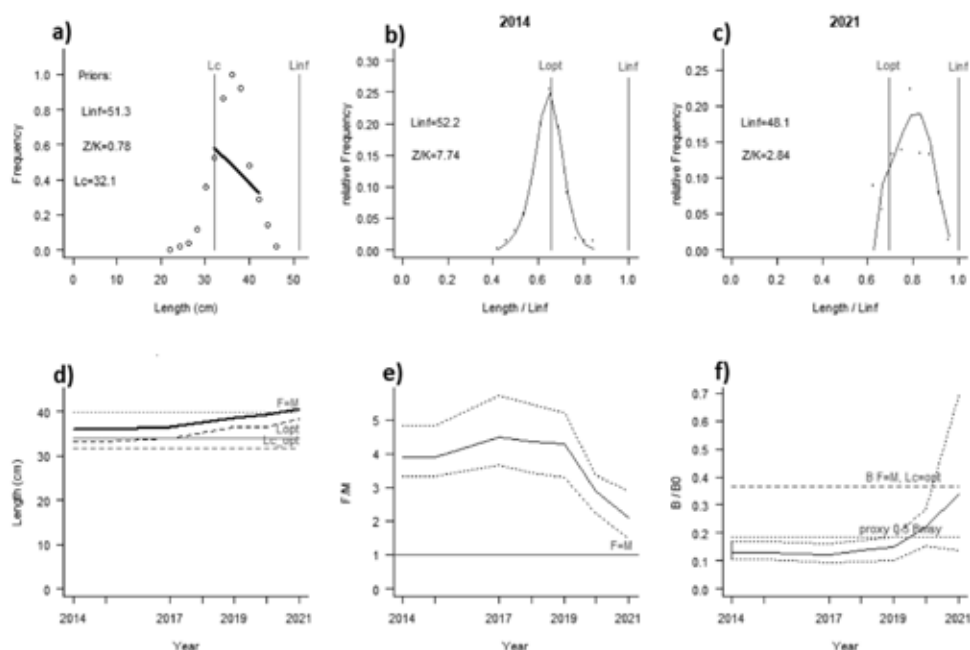 a)
Lc
Linf
Priors:
Linf=51.3
Z/K=0.78
Lc=32.1
Frequency
0.0
0.2
0.4
0.6
0.8
1.0
0
10
20
30
40
50
Length (cm)
b)
2014
Lopt
Linf
Linf=52.2
Z/K=7.74
relative Frequency
0.00
0.05
0.10
0.15
0.20
0.25
0.30
0.0
0.2
0.4
0.6
0.8
1.0
Length / Linf
c)
2021
Lopt
Linf
Linf=48.1
Z/K=2.84
relative Frequency
0.00
0.05
0.10
0.15
0.20
0.25
0.0
0.2
0.4
0.6
0.8
1.0
Length / Linf
d)
F=M
Lopt
Lc_opt
Length (cm)
0
10
20
30
40
2014
2017
2019
2021
Year
e)
F/M
0
1
2
3
4
5
F=M
2014
2017
2019
2021
Year
f)
B / B0
0.0
0.1
0.2
0.3
0.4
0.5
0.6
0.7
B F=M, Lc=opt
proxy 0.5 Bmsy
2014
2017
2019
2021
Year